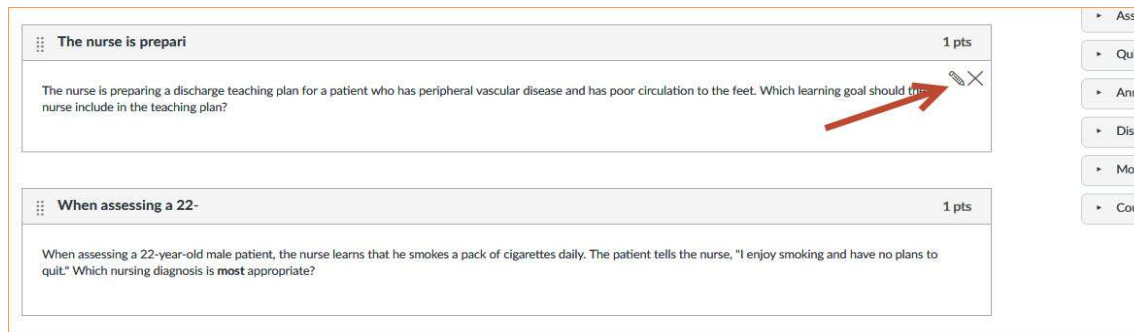 The nurse is prepari
1 pts
The nurse is preparing a discharge teaching plan for a patient who has peripheral vascular disease and has poor circulation to the feet. Which learning goal should the
nurse include in the teaching plan?
When assessing a 22-
1 pts
When assessing a 22-year-old male patient, the nurse learns that he smokes a pack of cigarettes daily. The patient tells the nurse, "I enjoy smoking and have no plans to
quit." Which nursing diagnosis is most appropriate?
Ass
Qu
Ann
Dis
Mo
Cou